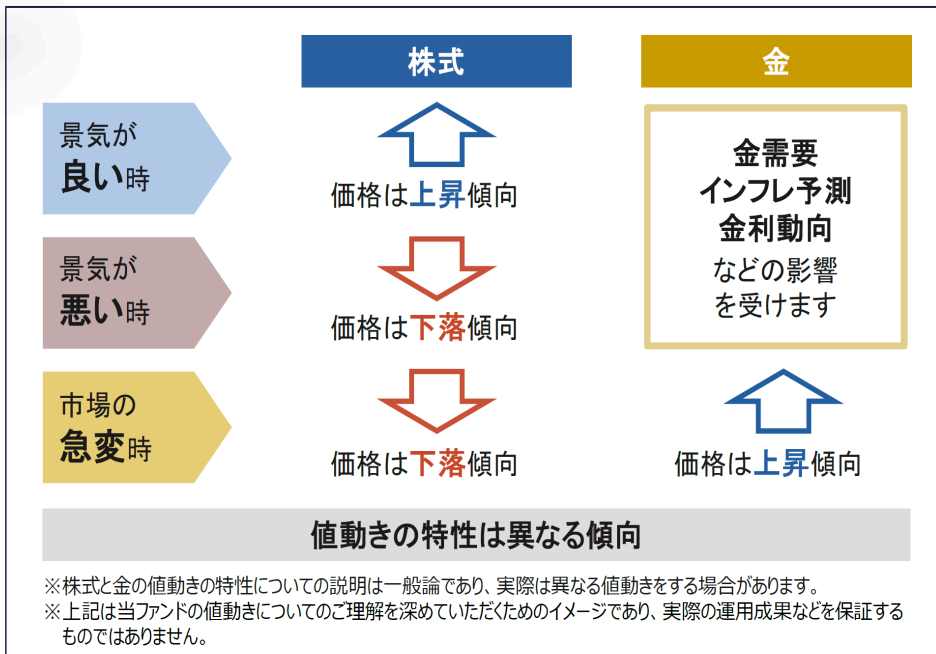 株式
金
景気が
良い時
価格は上昇傾向
金需要
インフレ予測
金利動向
などの影響
を受けます
景気が
悪い時
価格は下落傾向
市場の
急変時
価格は下落傾向
価格は上昇傾向
値動きの特性は異なる傾向
※株式と金の値動きの特性についての説明は一般論であり、実際は異なる値動きをする場合があります。
※上記は当ファンドの値動きについてのご理解を深めていただくためのイメージであり、実際の運用成果などを保証する
ものではありません。